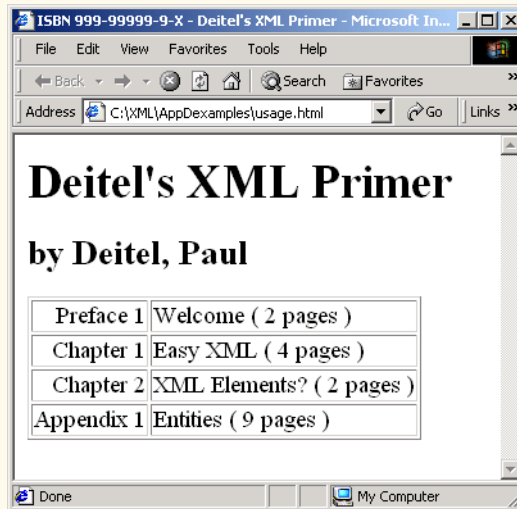 ISBN 999-99999-9-X - Deitel's XML Primer - Microsoft In...
File Edit View Favorites Tools Help
Back Search Favorites »
Address C:\XML\AppDexamples\usage.html Go Links »
Deitel's XML Primer
by Deitel, Paul
Preface 1 Welcome ( 2 pages )
Chapter 1 Easy XML ( 4 pages )
Chapter 2 XML Elements? ( 2 pages )
Appendix 1 Entities ( 9 pages )
Done My Computer